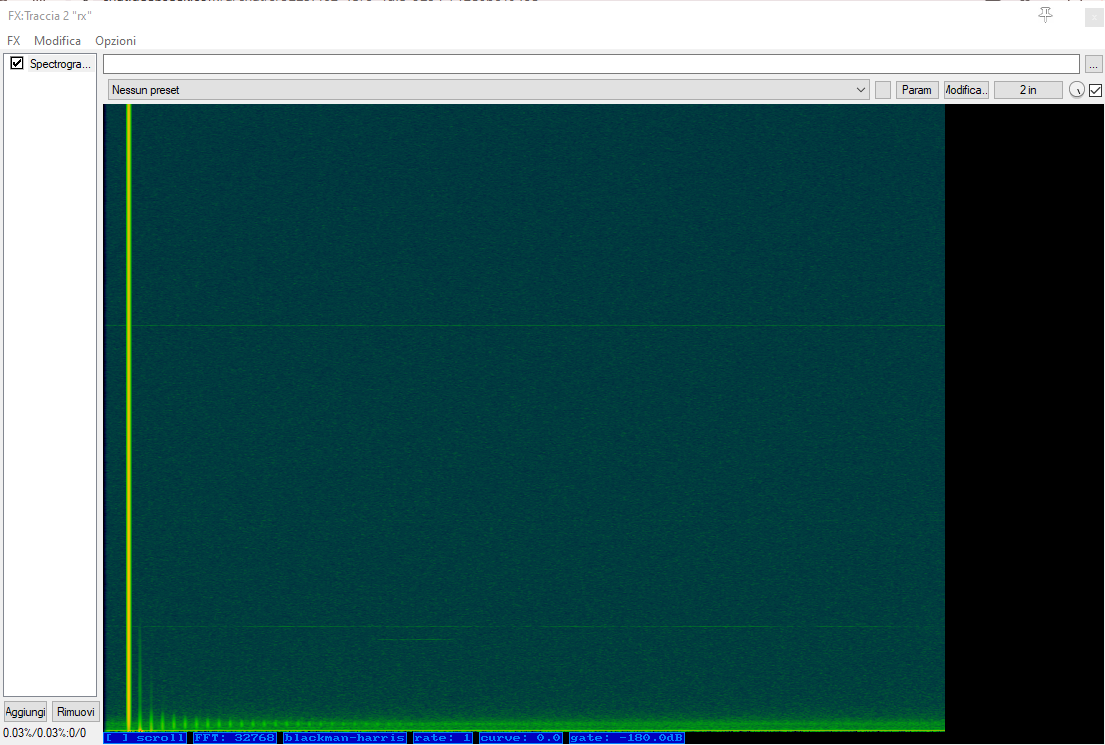 FX:Traccia 2 "rx"
FX Modifica Opzioni
Spectrogra... ...
Nessun preset Param Modifica.. 2 in
Aggiungi Rimuovi
0.03%/0.03%:0/0
[ ] scroll FFT: 32768 blackman-harris rate: 1 curve: 0.0 gate: -180.0dB